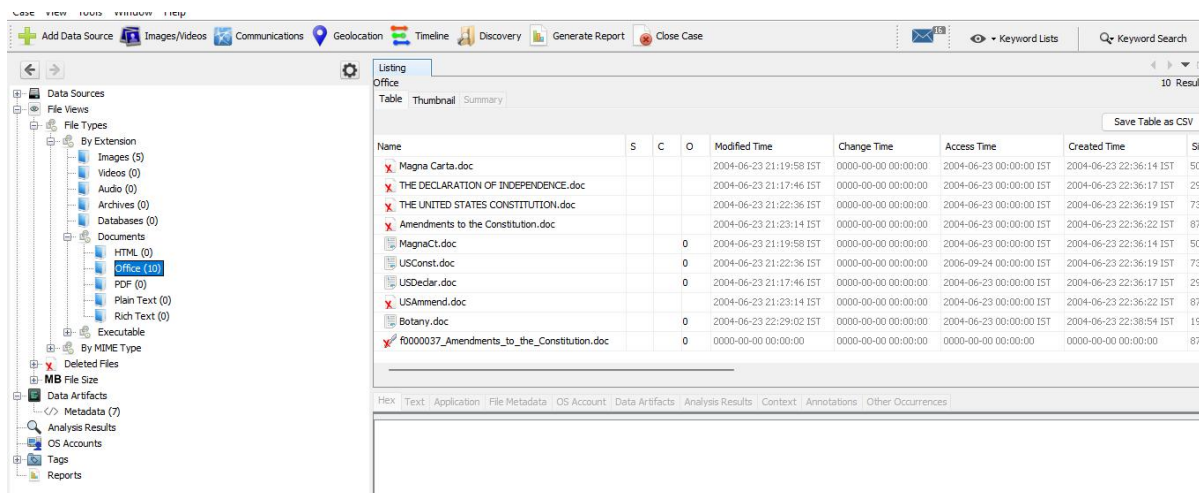 Case View Tools Window Help
Add Data Source Images/Videos Communications Geolocation Timeline Discovery Generate Report Close Case 16 Keyword Lists Keyword Search
Listing
Office 10 Resul
Table Thumbnail Summary
Save Table as CSV
Data Sources
File Views
File Types
By Extension
Images (5)
Videos (0)
Audio (0)
Archives (0)
Databases (0)
Documents
HTML (0)
Office (10)
PDF (0)
Plain Text (0)
Rich Text (0)
Executable
By MIME Type
Deleted Files
MB File Size
Data Artifacts
Metadata (7)
Analysis Results
OS Accounts
Tags
Reports
Name S C O Modified Time Change Time Access Time Created Time Si
Magna Carta.doc 2004-06-23 21:19:58 IST 0000-00-00 00:00:00 2004-06-23 00:00:00 IST 2004-06-23 22:36:14 IST 50
THE DECLARATION OF INDEPENDENCE.doc 2004-06-23 21:17:46 IST 0000-00-00 00:00:00 2004-06-23 00:00:00 IST 2004-06-23 22:36:17 IST 29
THE UNITED STATES CONSTITUTION.doc 2004-06-23 21:22:36 IST 0000-00-00 00:00:00 2004-06-23 00:00:00 IST 2004-06-23 22:36:19 IST 73
Amendments to the Constitution.doc 2004-06-23 21:23:14 IST 0000-00-00 00:00:00 2004-06-23 00:00:00 IST 2004-06-23 22:36:22 IST 87
MagnaCt.doc 0 2004-06-23 21:19:58 IST 0000-00-00 00:00:00 2004-06-23 00:00:00 IST 2004-06-23 22:36:14 IST 50
USConst.doc 0 2004-06-23 21:22:36 IST 0000-00-00 00:00:00 2006-09-24 00:00:00 IST 2004-06-23 22:36:19 IST 73
USDeclar.doc 0 2004-06-23 21:17:46 IST 0000-00-00 00:00:00 2004-06-23 00:00:00 IST 2004-06-23 22:36:17 IST 29
USAmmend.doc 2004-06-23 21:23:14 IST 0000-00-00 00:00:00 2004-06-23 00:00:00 IST 2004-06-23 22:36:22 IST 87
Botany.doc 0 2004-06-23 22:29:02 IST 0000-00-00 00:00:00 2004-06-23 00:00:00 IST 2004-06-23 22:38:54 IST 19
f0000037_Amendments_to_the_Constitution.doc 0 0000-00-00 00:00:00 0000-00-00 00:00:00 0000-00-00 00:00:00 0000-00-00 00:00:00 87
Hex Text Application File Metadata OS Account Data Artifacts Analysis Results Context Annotations Other Occurrences